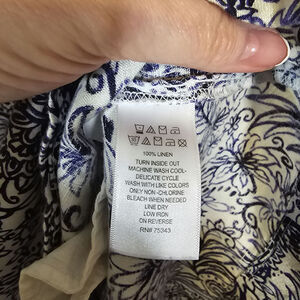 100% LINEN
TURN INSIDE OUT
MACHINE WASH COOL-
DELICATE CYCLE
WASH WITH LIKE COLORS
ONLY NON-CHLORINE
BLEACH WHEN NEEDED
LINE DRY
LOW IRON
ON REVERSE
RN# 75343